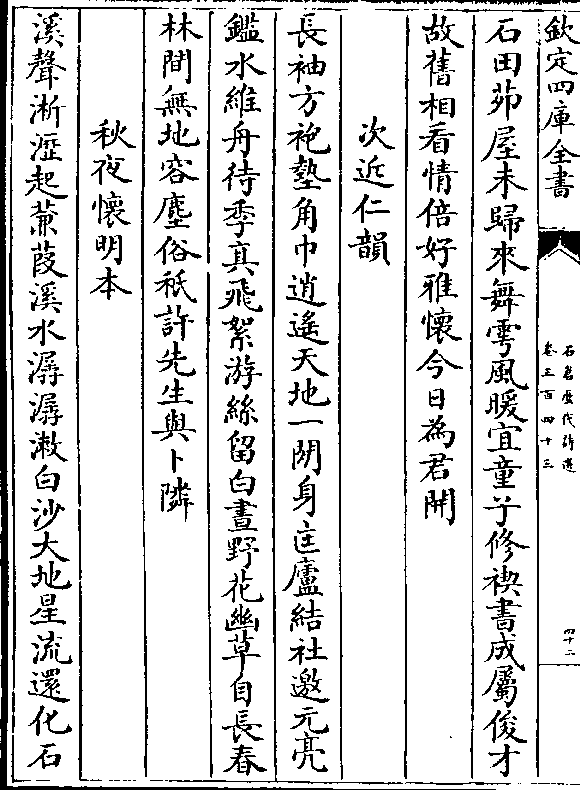 欽定四庫全書
石倉歷代詩選
卷三百四十三
四十二
石田茆屋未歸來舞雩風暖宜童子修禊書成屬俊才
故舊相看情倍好雅懷今日為君開
次近仁韻
長袖方袍墊角巾逍遙天地一閒身匡廬結社邀元亮
鑑水維舟待季真飛絮游絲留白晝野花幽草自長春
林間無地容塵俗祇許先生與卜隣
秋夜懷明本
溪聲淅瀝起蒹葭溪水潺潺潄白沙大地星流還化石